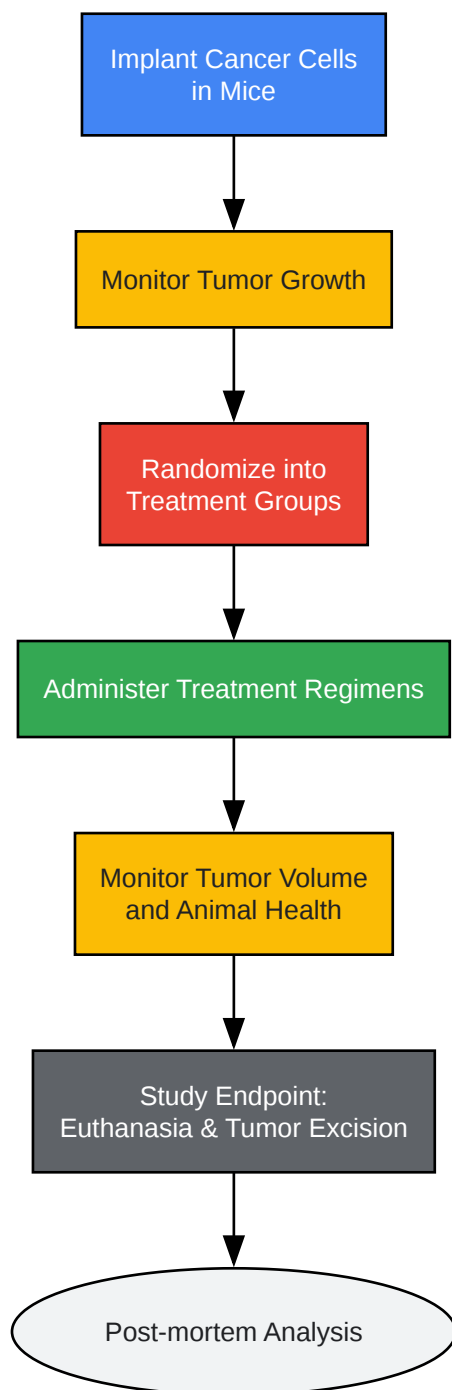 Implant Cancer Cells
in Mice
Monitor Tumor Growth
Randomize into
Treatment Groups
Administer Treatment Regimens
Monitor Tumor Volume
and Animal Health
Study Endpoint:
Euthanasia & Tumor Excision
Post-mortem Analysis